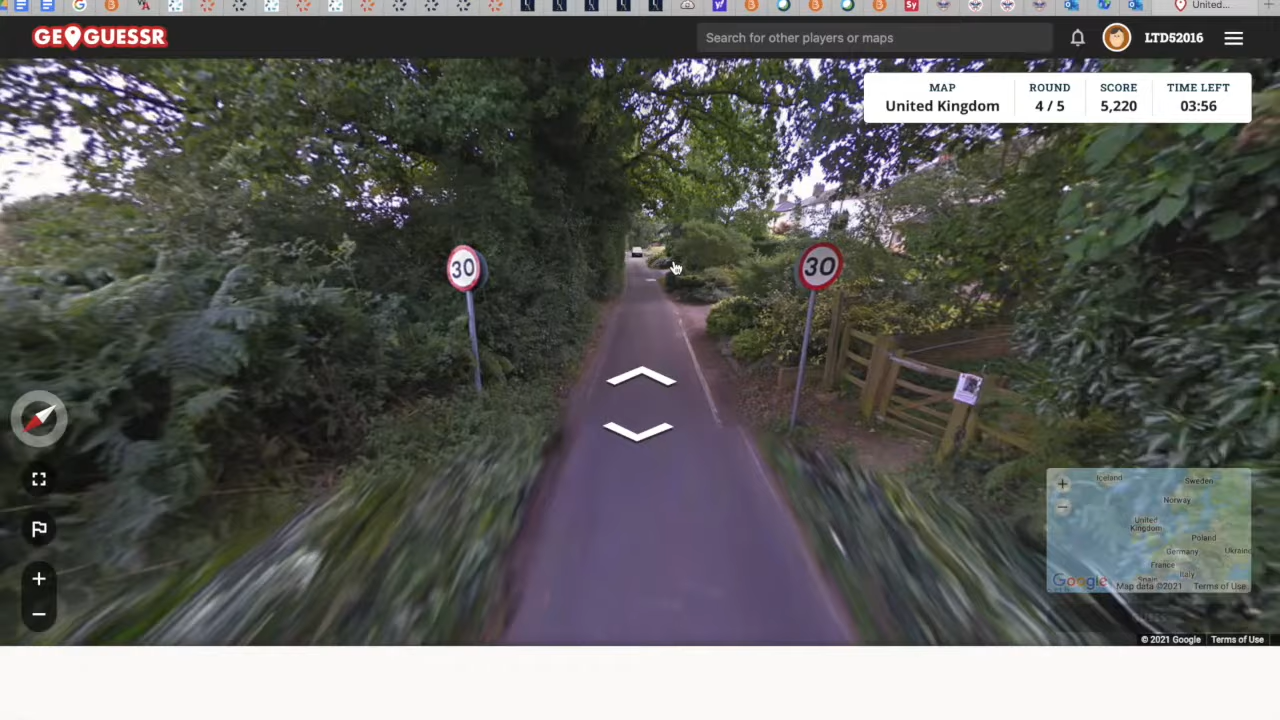 United...
GEOGUESSR
Search for other players or maps
LTD52016
MAP
United Kingdom
ROUND
4 / 5
SCORE
5,220
TIME LEFT
03:56
30
30
Iceland
Sweden
Norway
United
Kingdom
Poland
Germany
Ukraine
France
Italy
Spain
Google
Map data ©2021
Terms of Use
© 2021 Google
Terms of Use